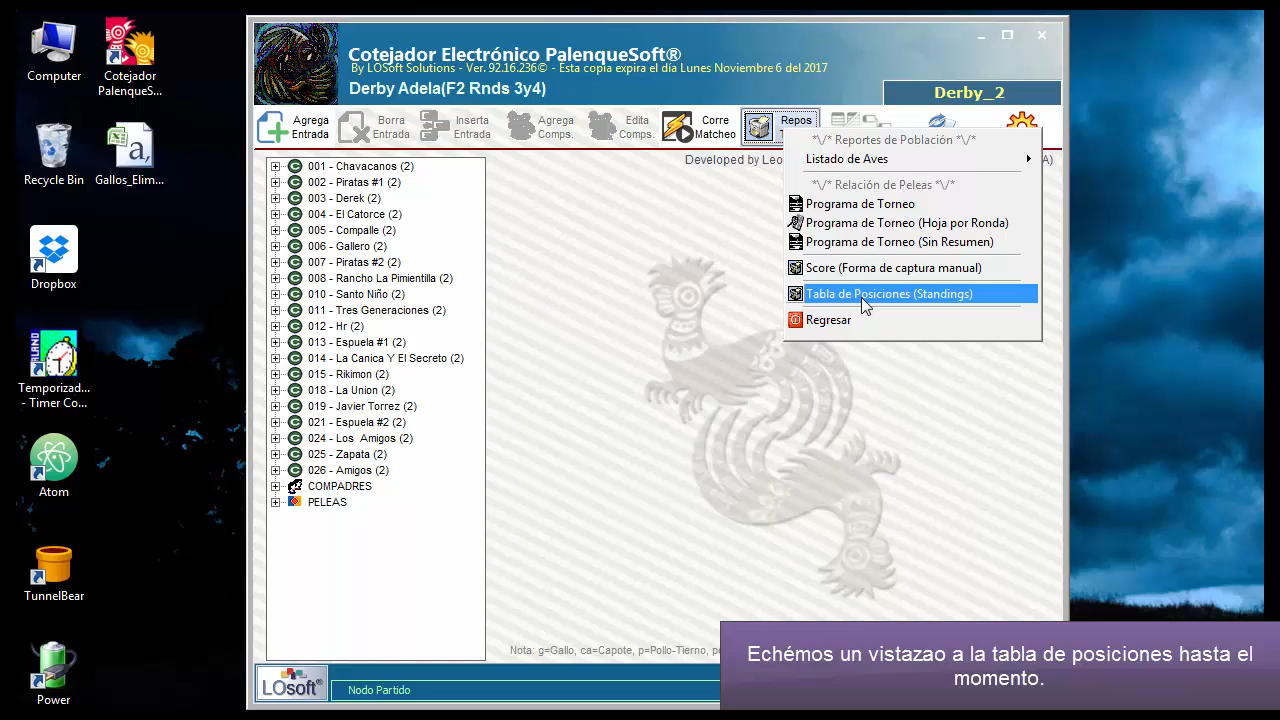 Computer
Cotejador
PalenqueS...
Recycle Bin
Gallos_Elim...
Dropbox
Temporizad...
- Timer Co...
Atom
TunnelBear
Power
Cotejador Electrónico PalenqueSoft®
By LOSoft Solutions - Ver. 92.16.236© - Esta copia expira el día Lunes Noviembre 6 del 2017
Derby Adela(F2 Rnds 3y4)
Derby_2
Agrega
Entrada
Borra
Entrada
Inserta
Entrada
Agrega
Comps.
Edita
Comps.
Corre
Matcheo
Repos
Developed by Leo
A)
001 - Chavacanos (2)
002 - Piratas #1 (2)
003 - Derek (2)
004 - El Catorce (2)
005 - Compalle (2)
006 - Gallero (2)
007 - Piratas #2 (2)
008 - Rancho La Pimientilla (2)
010 - Santo Niño (2)
011 - Tres Generaciones (2)
012 - Hr (2)
013 - Espuela #1 (2)
014 - La Canica Y El Secreto (2)
015 - Rikimon (2)
018 - La Union (2)
019 - Javier Torrez (2)
021 - Espuela #2 (2)
024 - Los  Amigos (2)
025 - Zapata (2)
026 - Amigos (2)
COMPADRES
PELEAS
*\/* Reportes de Población *\/*
Listado de Aves
*\/* Relación de Peleas *\/*
Programa de Torneo
Programa de Torneo (Hoja por Ronda)
Programa de Torneo (Sin Resumen)
Score (Forma de captura manual)
Tabla de Posiciones (Standings)
Regresar
Nota: g=Gallo, ca=Capote, p=Pollo-Tierno,
LOsoft
Nodo Partido
Echémos un vistazao a la tabla de posiciones hasta el
momento.